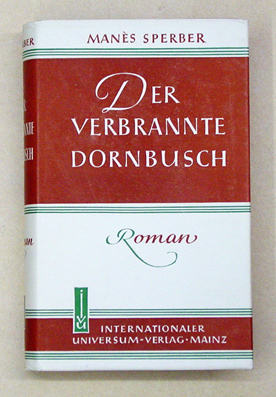 MANÈS SPERBER
DER
VERBRANNTE
DORNBUSCH
Roman
INTERNATIONALER
UNIVERSUM-VERLAG·MAINZ